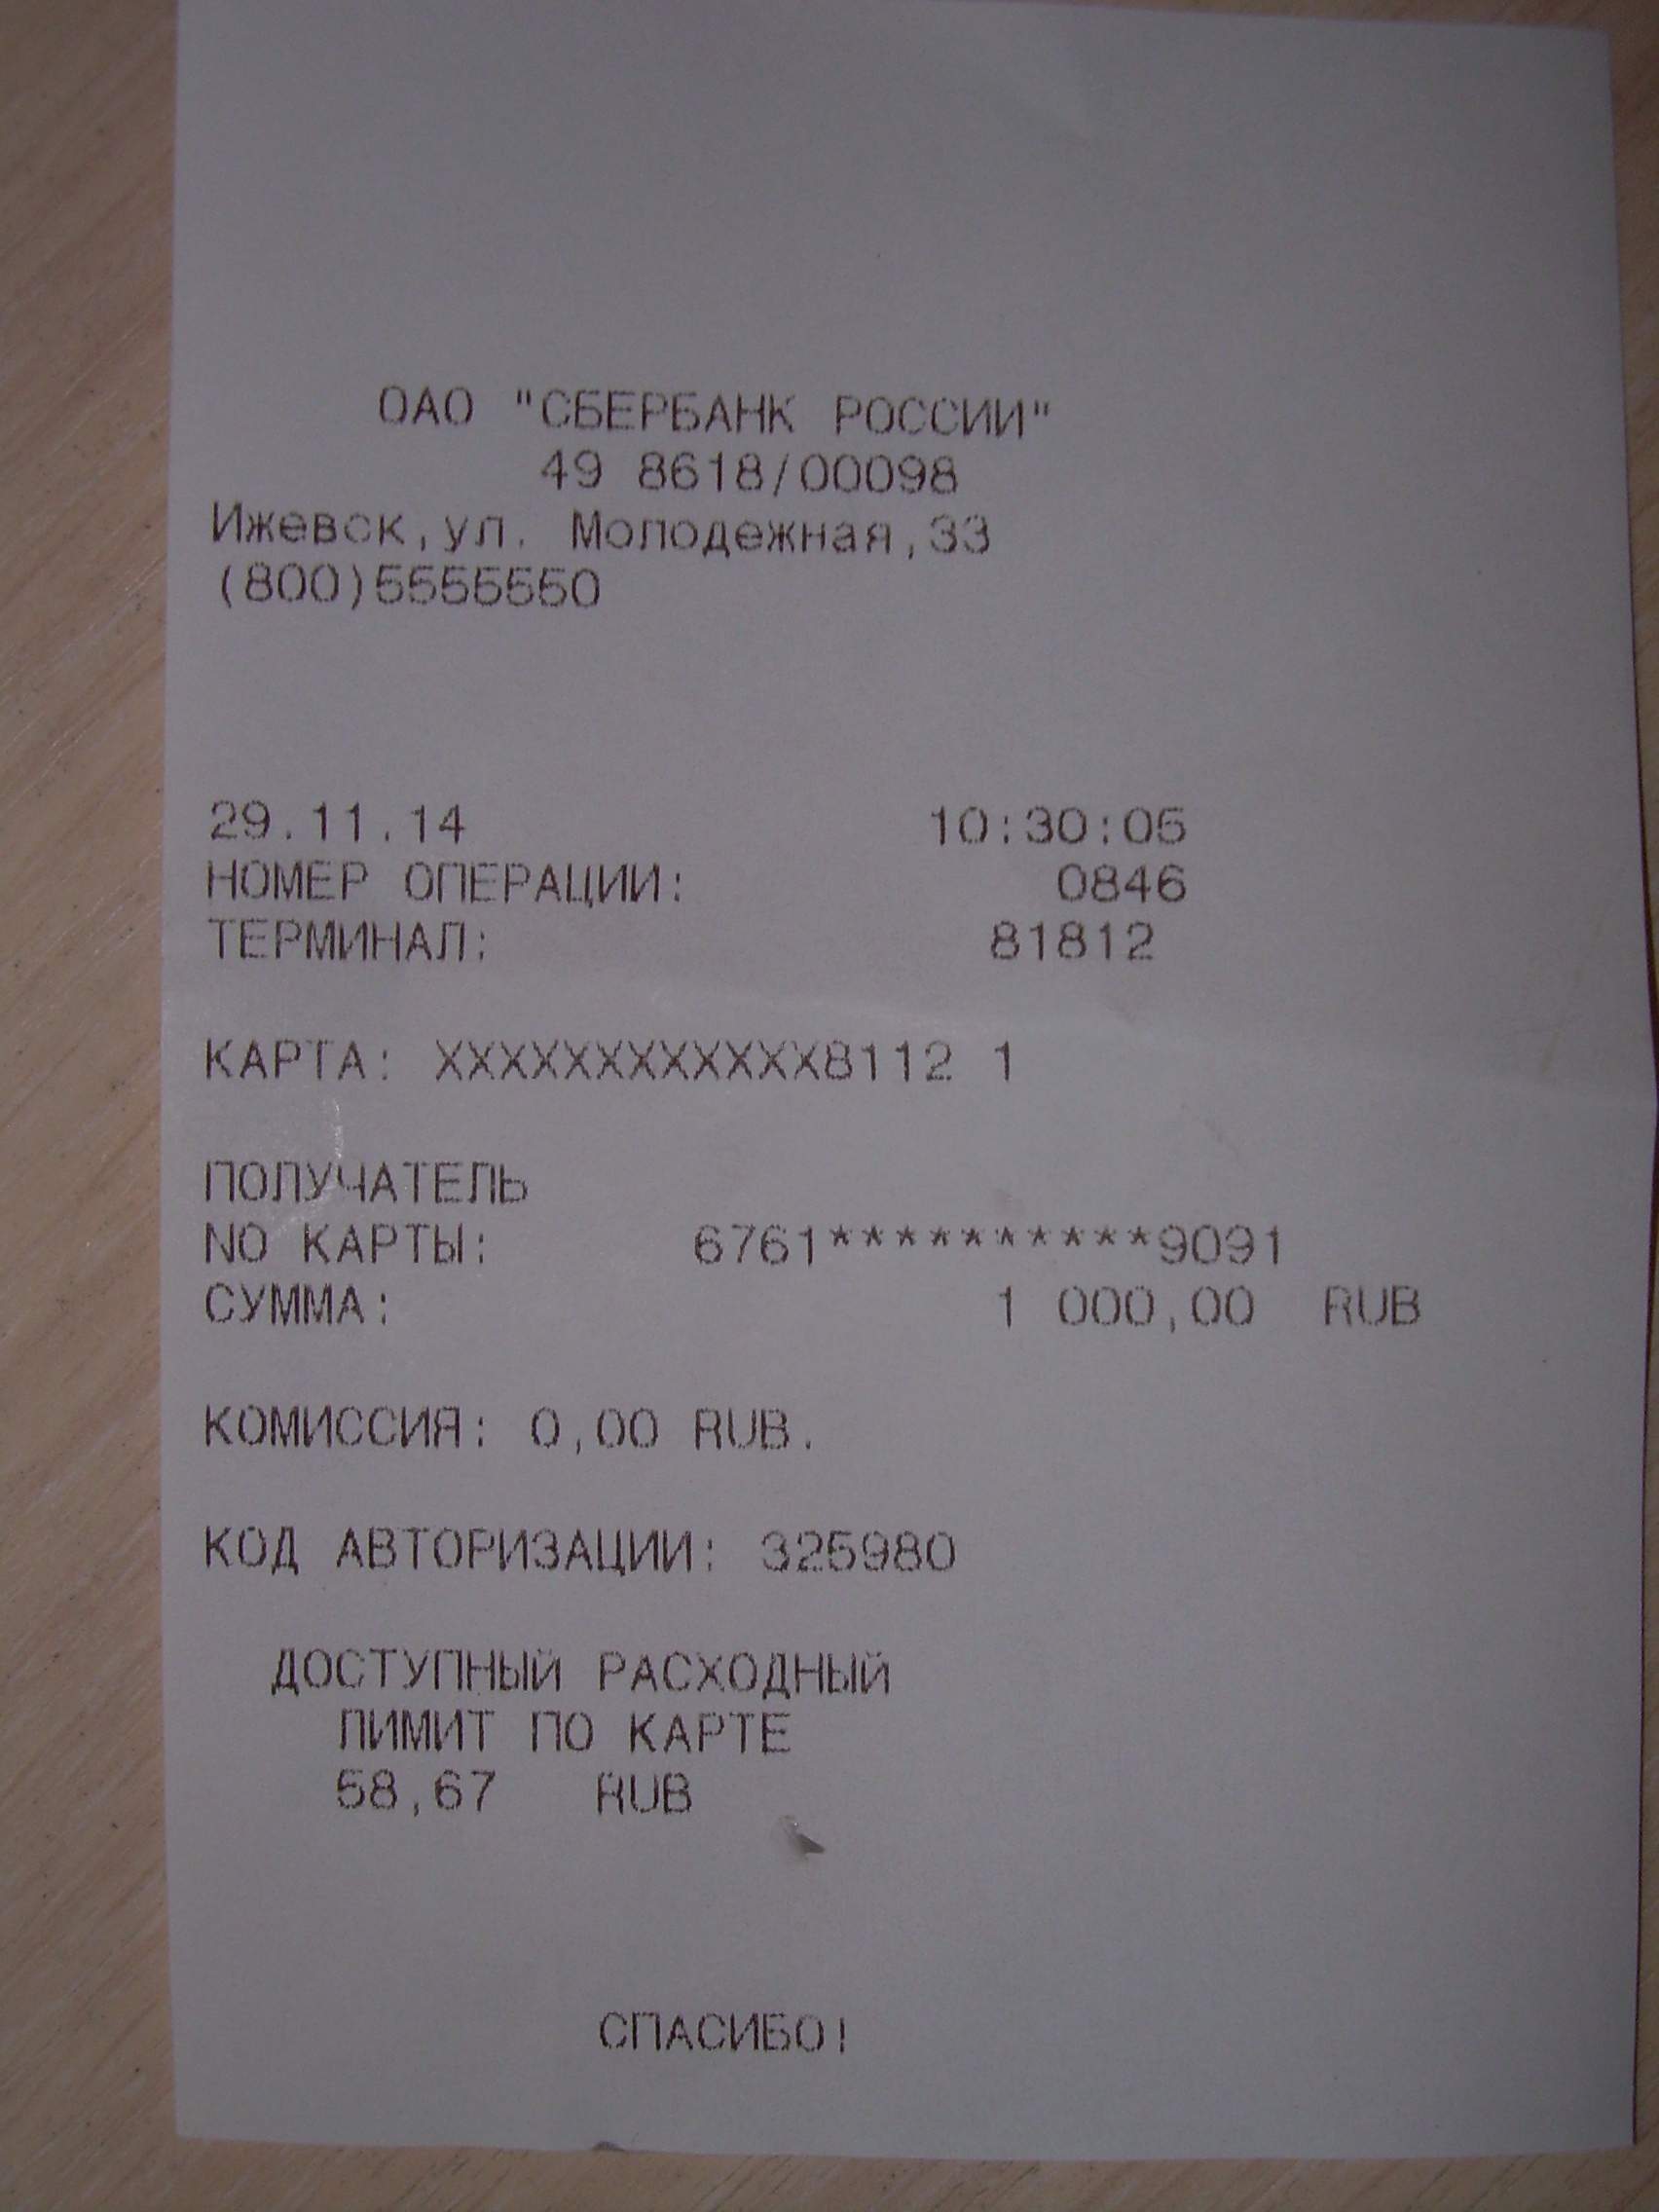 ОАО "СБЕРБАНК РОССИИ"
49 8618/00098
Ижевск,ул. Молодежная,33
(800)5555550
29.11.14 10:30:05
НОМЕР ОПЕРАЦИИ: 0846
ТЕРМИНАЛ: 81812
КАРТА: XXXXXXXXXXXX8112 1
ПОЛУЧАТЕЛЬ
NO КАРТЫ: 6761**********9091
СУММА: 1 000,00 RUB
КОМИССИЯ: 0,00 RUB.
КОД АВТОРИЗАЦИИ: 325980
ДОСТУПНЫЙ РАСХОДНЫЙ
ЛИМИТ ПО КАРТЕ
58,67 RUB
СПАСИБО!